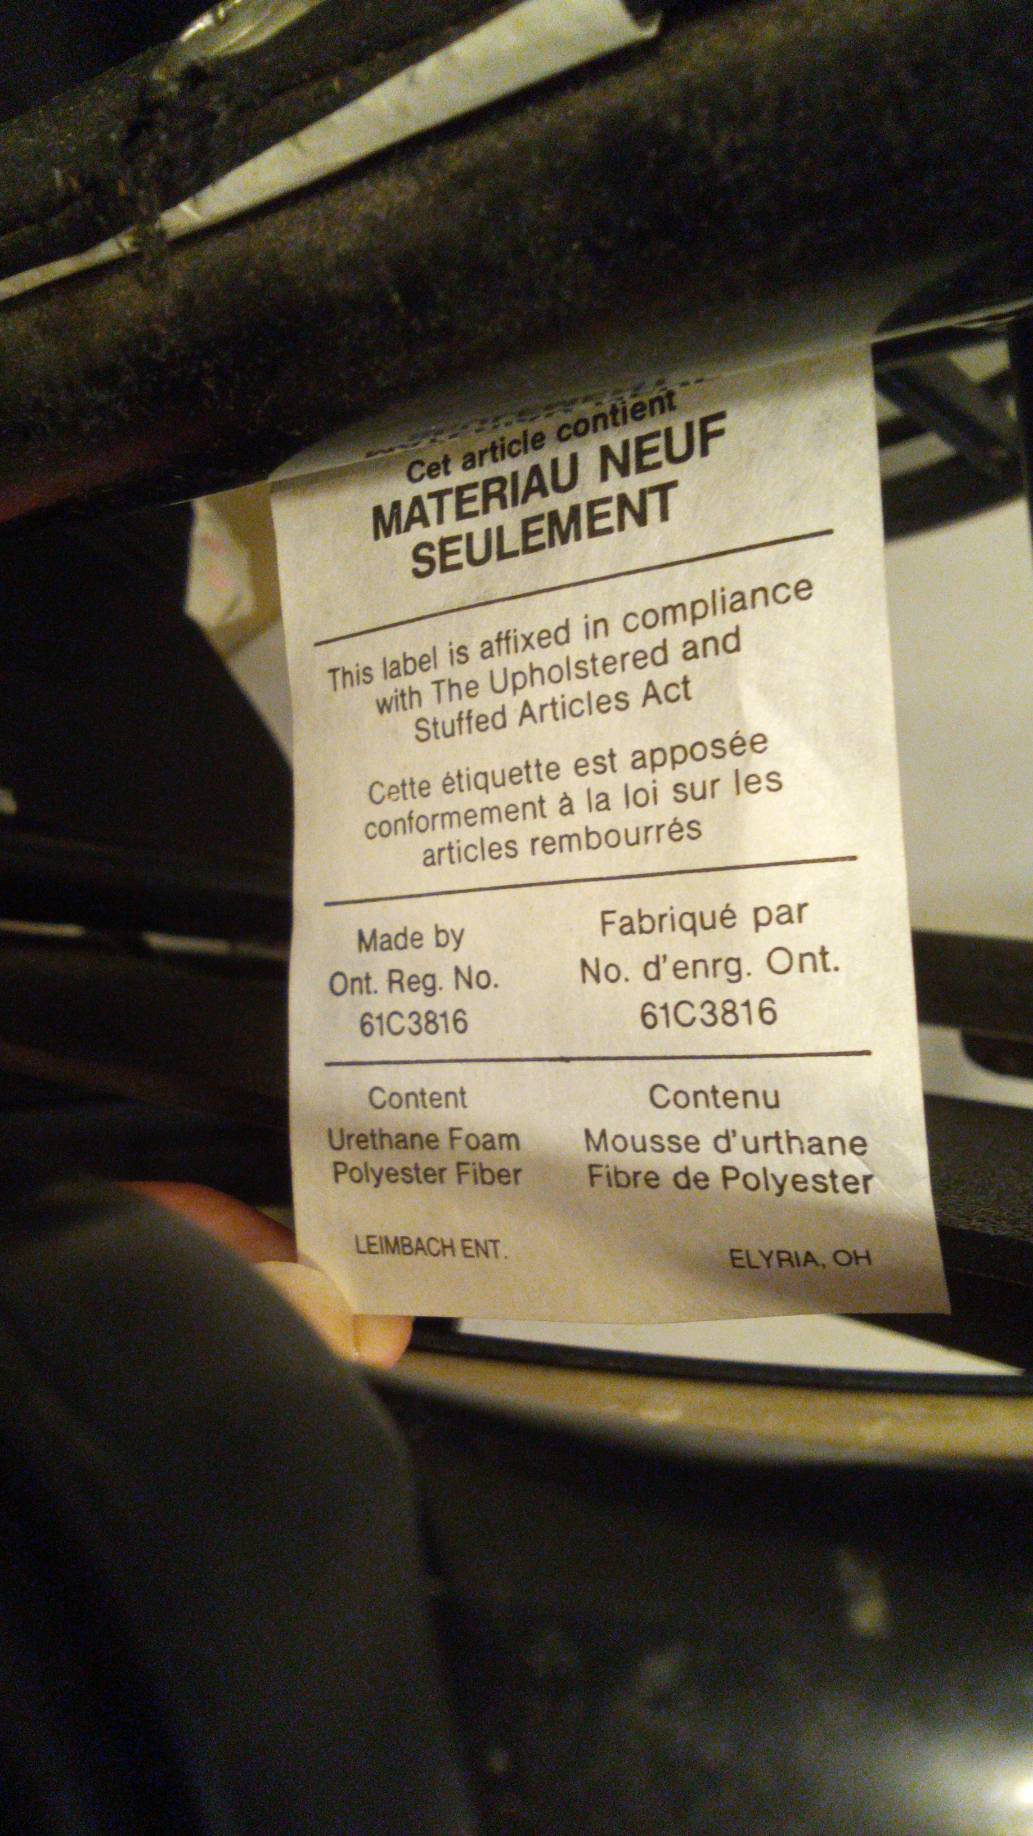 Cet article contient
MATERIAU NEUF
SEULEMENT
This label is affixed in compliance
with The Upholstered and
Stuffed Articles Act
Cette étiquette est apposée
conformement à la loi sur les
articles rembourrés
Made by
Ont. Reg. No.
61C3816
Fabriqué par
No. d'enrg. Ont.
61C3816
Content
Urethane Foam
Polyester Fiber
Contenu
Mousse d'urthane
Fibre de Polyester
LEIMBACH ENT.
ELYRIA, OH